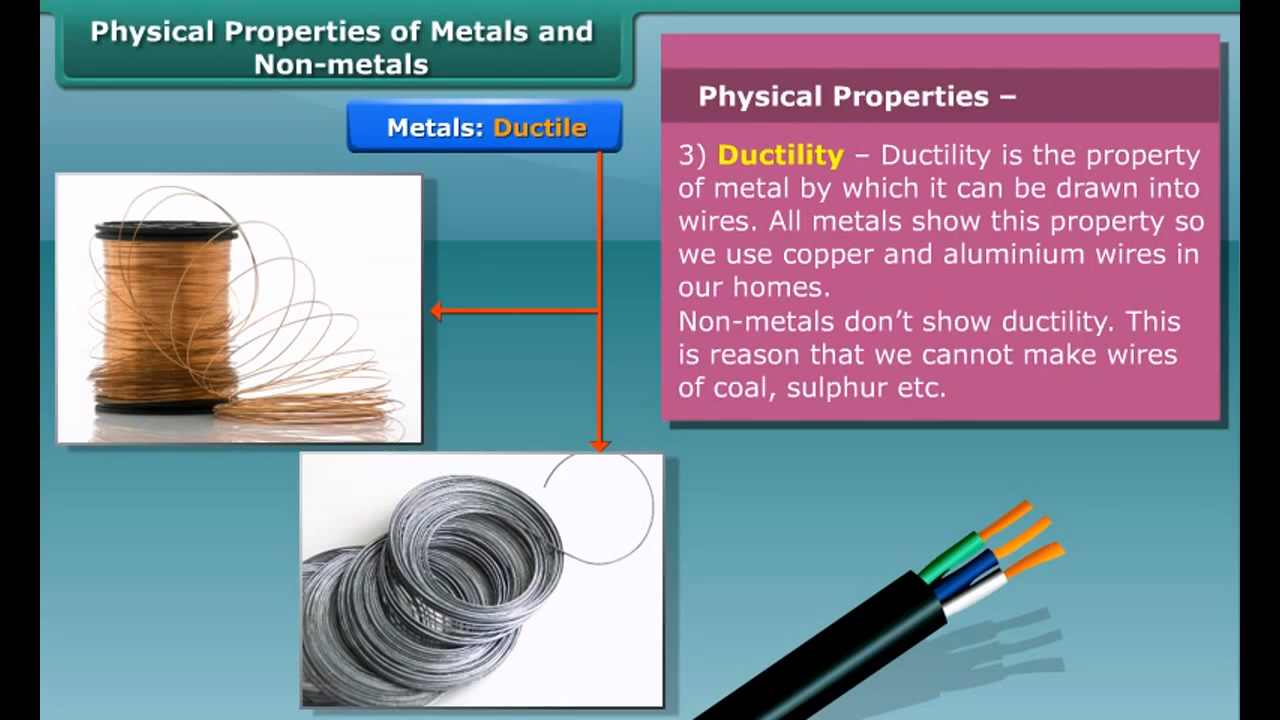 Physical Properties of Metals and
Non-metals
Metals: Ductile
Physical Properties –
3) Ductility – Ductility is the property
of metal by which it can be drawn into
wires. All metals show this property so
we use copper and aluminium wires in
our homes.
Non-metals don’t show ductility. This
is reason that we cannot make wires
of coal, sulphur etc.